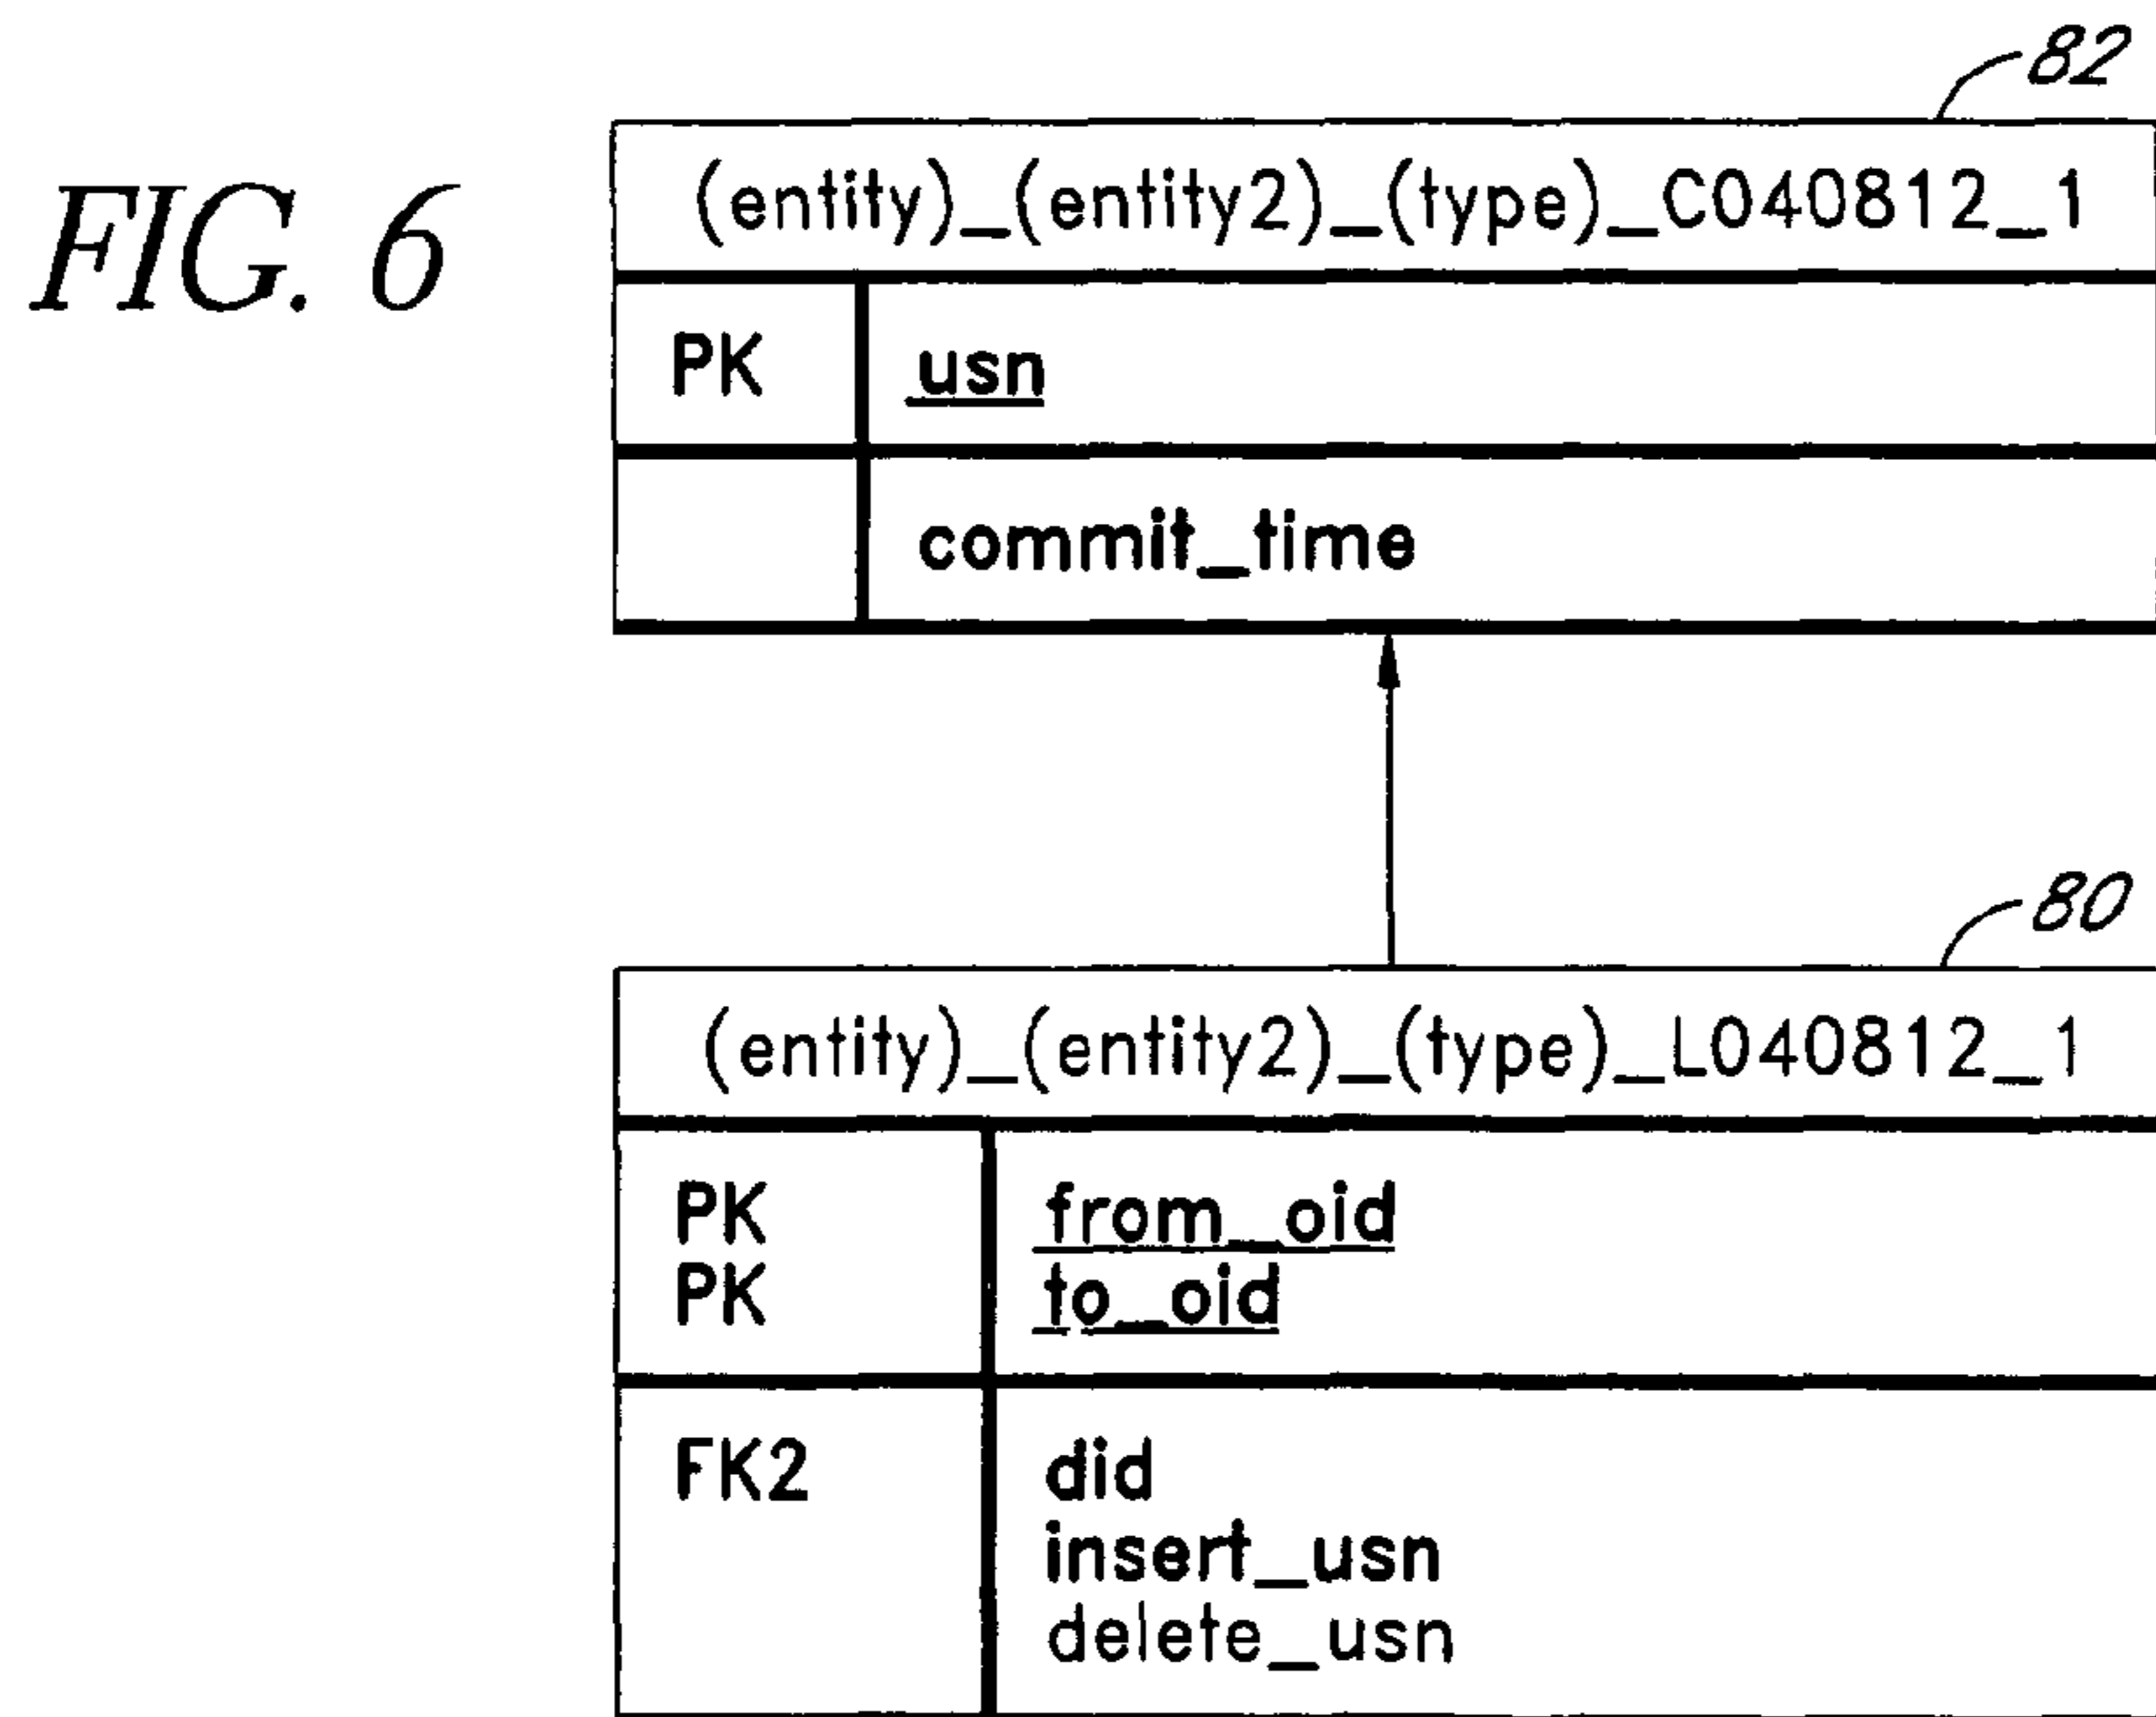 82
FIG. 6
(entity)_(entity2)_(type)_C040812_1
PK usn
commit_time
80
(entity)_(entity2)_(type)_L040812_1
PK from_oid
PK to_oid
FK2 did
insert_usn
delete_usn